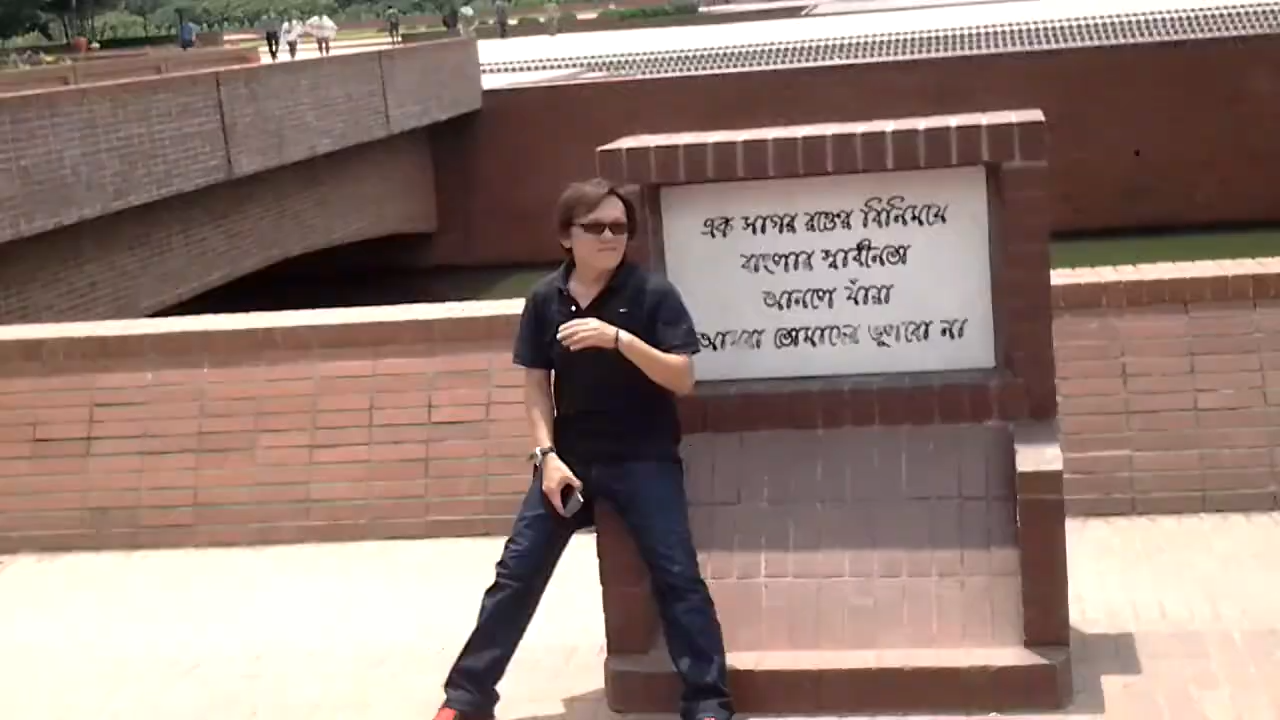 এক সাগর রক্তের বিনিময়ে
বাংলার স্বাধীনতা
আনলে যাঁরা
আমরা তোমাদের ভুলবো না